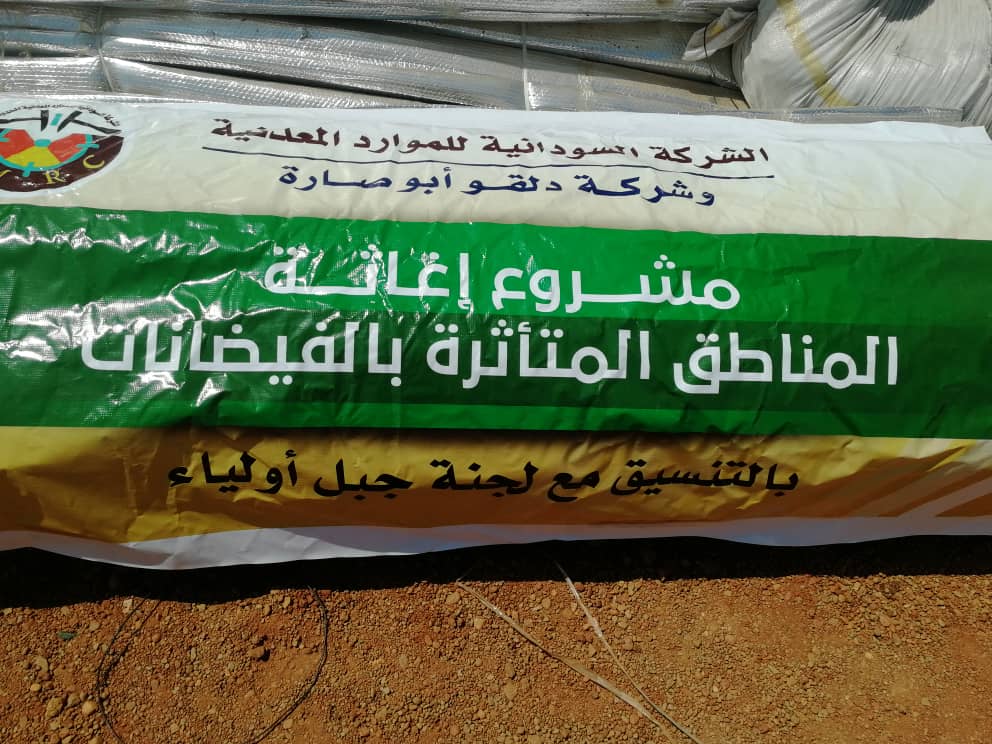 الشركة السودانية للموارد المعدنية
وشركة دلقو أبو صارة
مشروع إغاثة
المناطق المتأثرة بالفيضانات
بالتنسيق مع لجنة جبل أولياء